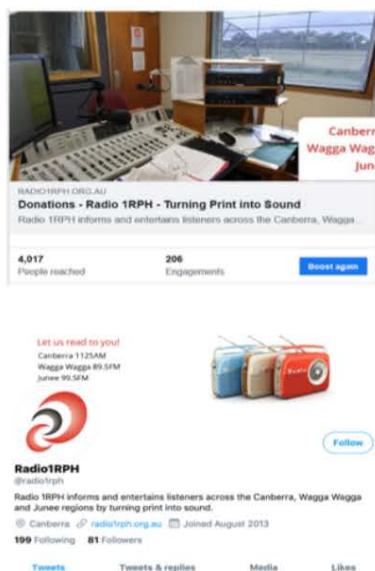 Canberr
Wagga Wagg
Jun
RADIO1RPH.ORG.AU
Donations - Radio 1RPH - Turning Print into Sound
Radio 1RPH informs and entertains listeners across the Canberra, Wagga...
4,017
206
People reached
Engagements
Boost again
Let us read to you!
Canberra 1125AM
Wagga Wagga 89.5FM
Junee 99.5FM
Follow
Radio1RPH
@radio1rph
Radio 1RPH informs and entertains listeners across the Canberra, Wagga Wagga
and Junee regions by turning print into sound.
Canberra radio1rph.org.au Joined August 2013
199 Following 81 Followers
Tweets Tweets & replies Media Likes